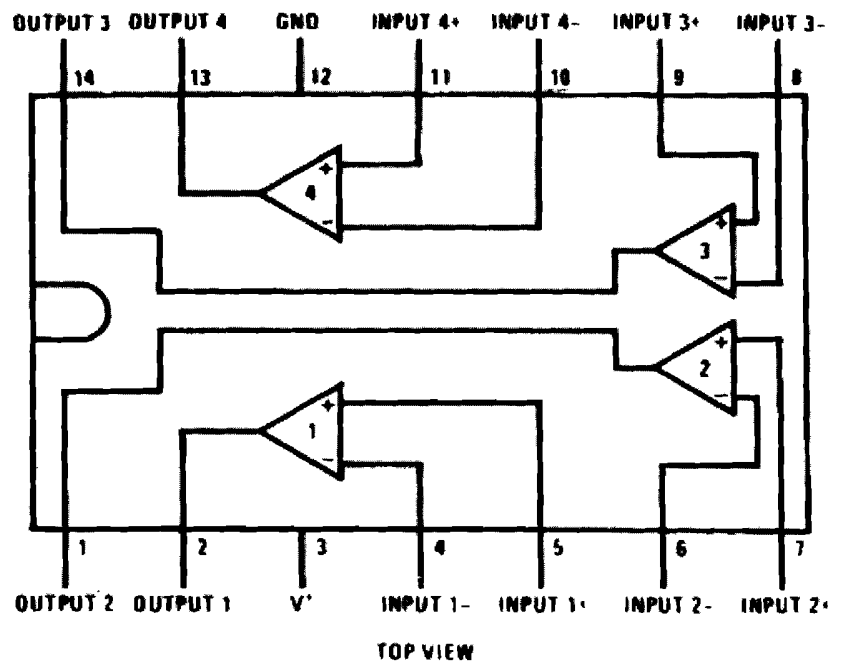 OUTPUT 3 OUTPUT 4 GND INPUT 4+ INPUT 4- INPUT 3+ INPUT 3-
14 13 12 11 10 9 8
+
4
-
+
3
-
+
2
-
+
1
-
1 2 3 4 5 6 7
OUTPUT 2 OUTPUT 1 V+ INPUT 1- INPUT 1+ INPUT 2- INPUT 2+
TOP VIEW